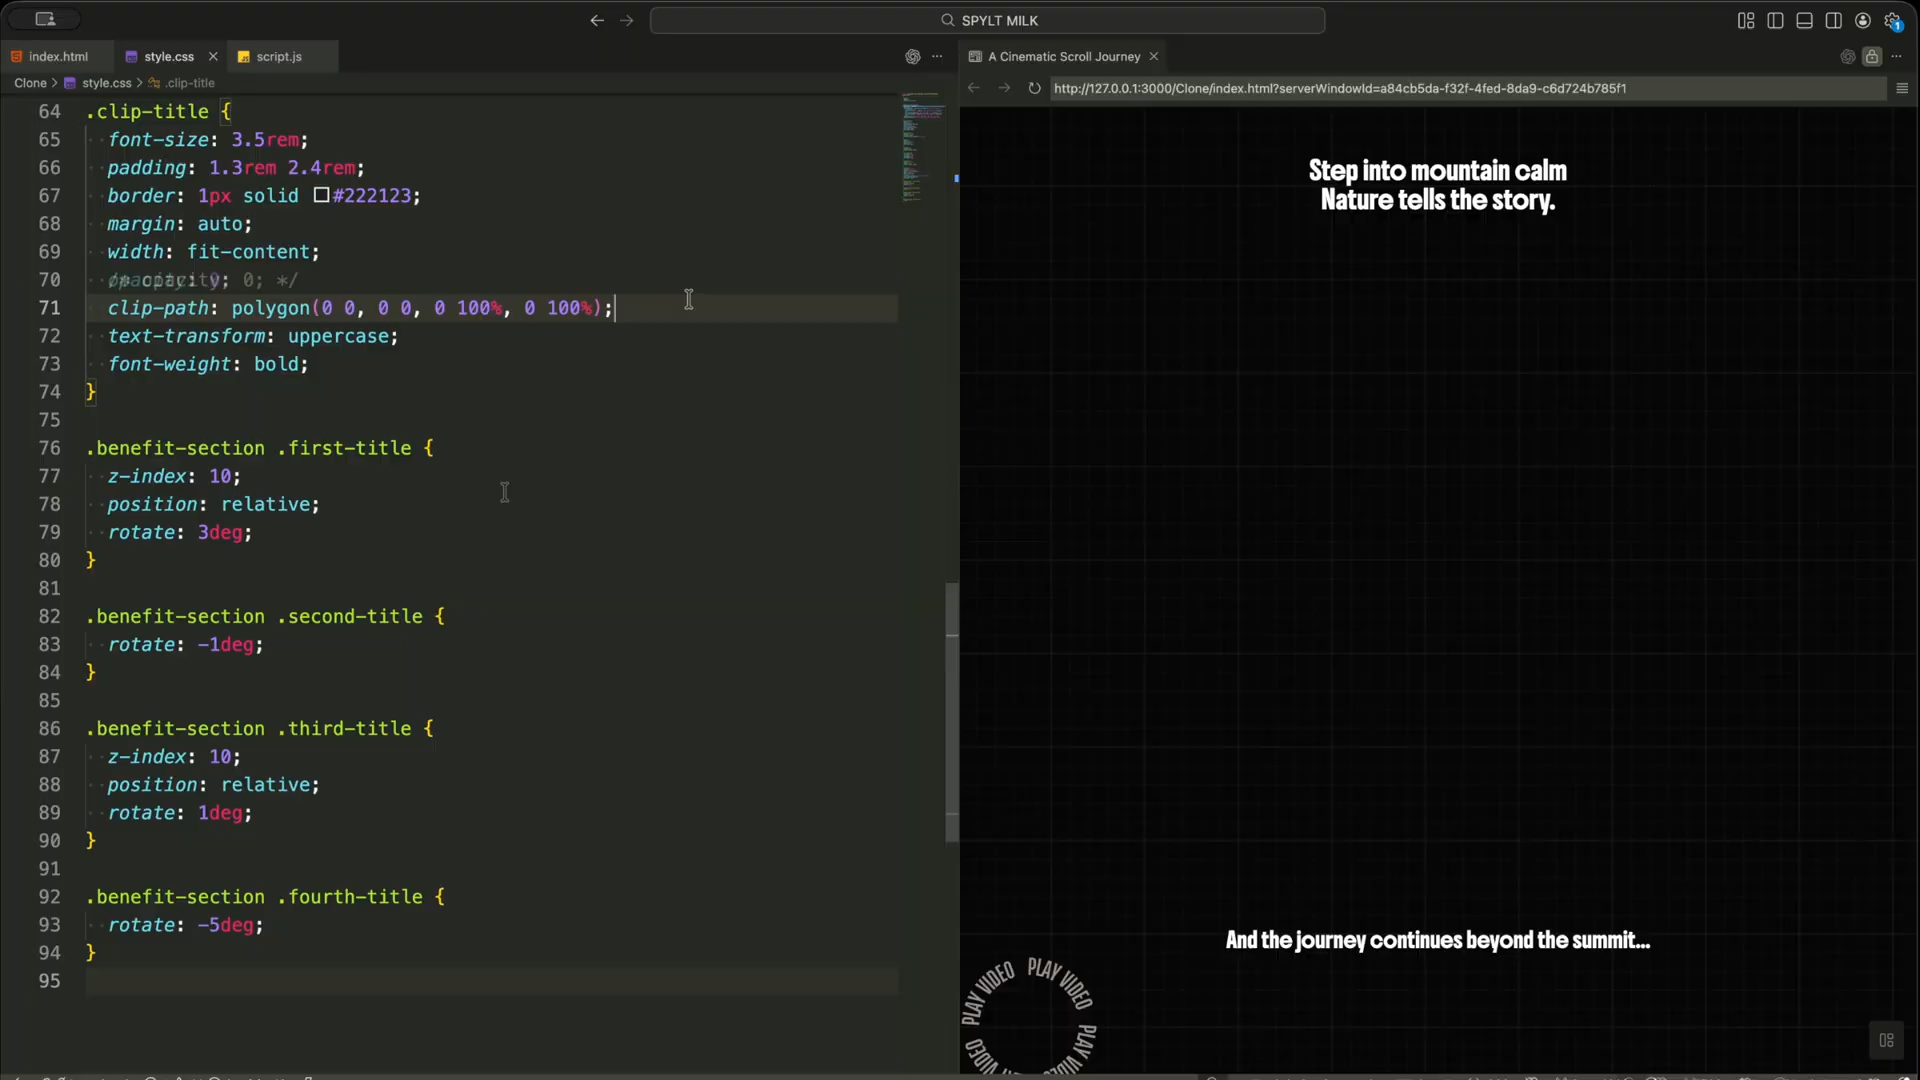 SPYLT MILK
index.html
style.css
script.js
Clone > style.css > .clip-title
64 .clip-title {
65 font-size: 3.5rem;
66 padding: 1.3rem 2.4rem;
67 border: 1px solid #222123;
68 margin: auto;
69 width: fit-content;
70
71 clip-path: polygon(0 0, 0 0, 0 100%, 0 100%);
72 text-transform: uppercase;
73 font-weight: bold;
74 }
75
76 .benefit-section .first-title {
77 z-index: 10;
78 position: relative;
79 rotate: 3deg;
80 }
81
82 .benefit-section .second-title {
83 rotate: -1deg;
84 }
85
86 .benefit-section .third-title {
87 z-index: 10;
88 position: relative;
89 rotate: 1deg;
90 }
91
92 .benefit-section .fourth-title {
93 rotate: -5deg;
94 }
95
A Cinematic Scroll Journey
http://127.0.0.1:3000/Clone/index.html?serverWindowId=a84cb5da-f32f-4fed-8da9-c6d724b785f1
Step into mountain calm
Nature tells the story.
And the journey continues beyond the summit...
PLAY VIDEO PLAY VIDEO PLAY VIDEO